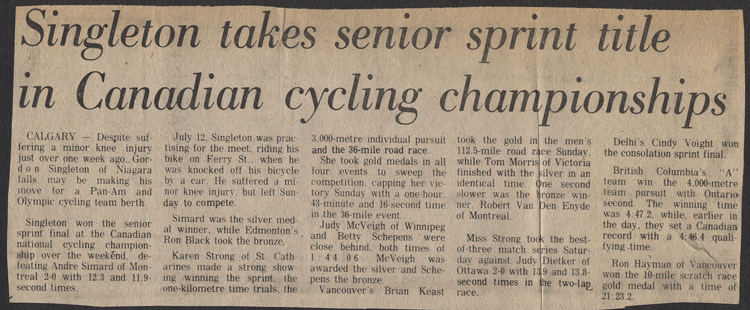 Singleton takes senior sprint title
in Canadian cycling championships
CALGARY — Despite suf-
fering a minor knee injury
just over one week ago, Gor-
don Singleton of Niagara
falls may be making his
move for a Pan-Am and
Olympic cycling team berth.
Singleton won the senior
sprint final at the Canadian
national cycling champion-
ship over the weekend, de-
feating Andre Simard of Mon-
treal 2-0 with 12.3 and 11.9-
second times.
July 12, Singleton was prac-
tising for the meet, riding his
bike on Ferry St., when he
was knocked off his bicycle
by a car. He suffered a mi-
nor knee injury, but left Sun-
day to compete.
Simard was the silver med-
al winner, while Edmonton's
Ron Black took the bronze.
Karen Strong of St. Cath-
arines made a strong show-
ing winning the sprint, the
one-kilometre time trials, the
3,000-metre individual pursuit
and the 36-mile road race.
She took gold medals in all
four events to sweep the
competition, capping her vic-
tory Sunday with a one-hour,
43-minute and 16-second time
in the 36-mile event.
Judy McVeigh of Winnipeg
and Betty Schepens were
close behind, both times of
1:44.06. McVeigh was
awarded the silver and Sche-
pens the bronze.
Vancouver's Brian Keast
took the gold in the men's
112.5-mile road race Sunday,
while Tom Morris of Victoria
finished with the silver in an
identical time. One second
slower was the bronze win-
ner, Robert Van Den Enyde
of Montreal.
Miss Strong took the best-
of-three match series Satur-
day against Judy Dietker of
Ottawa 2-0 with 13.9 and 13.8-
second times in the two-lap
race.
Delhi's Cindy Voight won
the consolation sprint final.
British Columbia's "A"
team win the 4,000-metre
team pursuit with Ontario
second. The winning time
was 4:47.2, while, earlier in
the day, they set a Canadian
record with a 4:46.4 quali-
fying time.
Ron Hayman of Vancouver
won the 10-mile scratch race
gold medal with a time of
21:23.2.